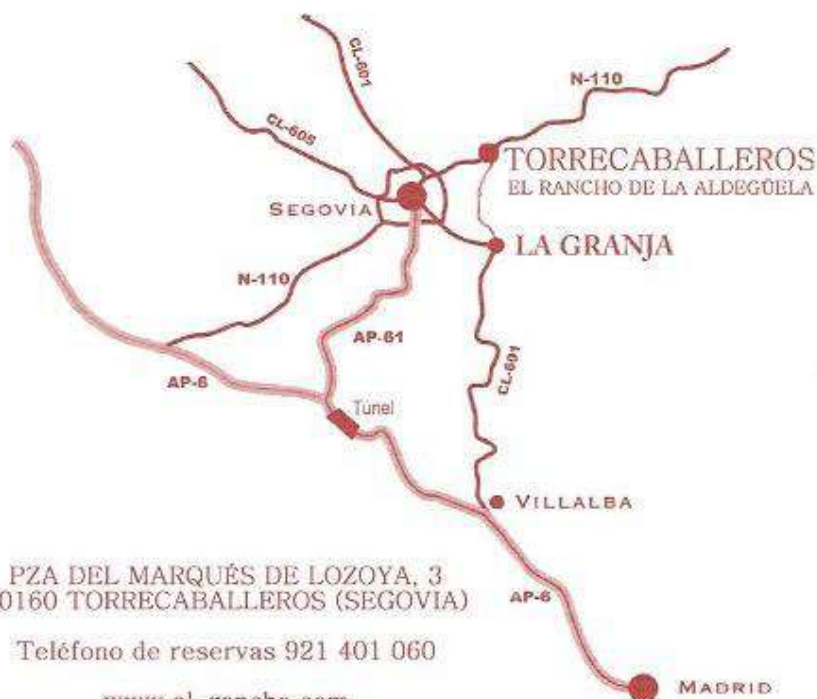 CL-601
N-110
CL-605
TORRECABALLEROS
EL RANCHO DE LA ALDEGÜELA
SEGOVIA
LA GRANJA
N-110
AP-61
CL-601
AP-6
Tunel
VILLALBA
PZA DEL MARQUÉS DE LOZOYA, 3
0160 TORRECABALLEROS (SEGOVIA)
AP-6
Teléfono de reservas 921 401 060
MADRID